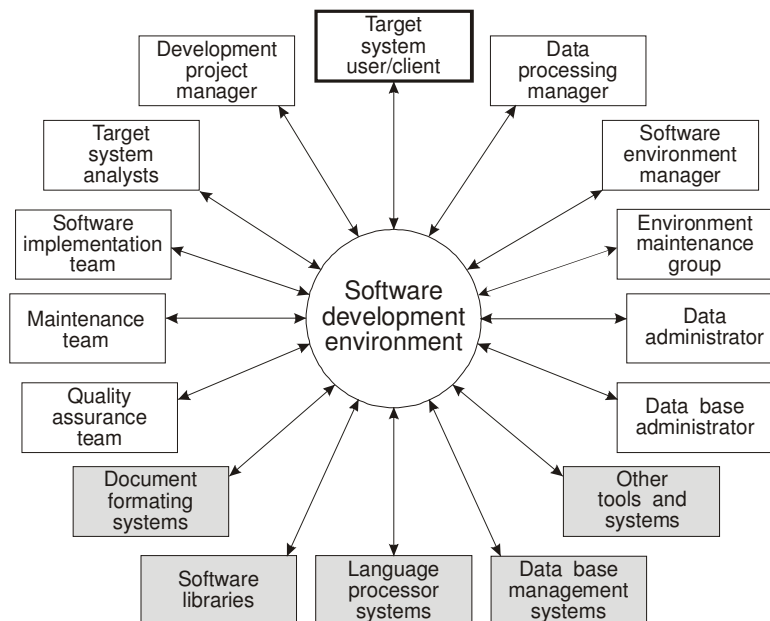 Target
system
user/client
Development
project
manager
Data
processing
manager
Target
system
analysts
Software
environment
manager
Software
implementation
team
Environment
maintenance
group
Software
development
environment
Maintenance
team
Data
administrator
Quality
assurance
team
Data base
administrator
Document
formating
systems
Other
tools and
systems
Software
libraries
Language
processor
systems
Data base
management
systems